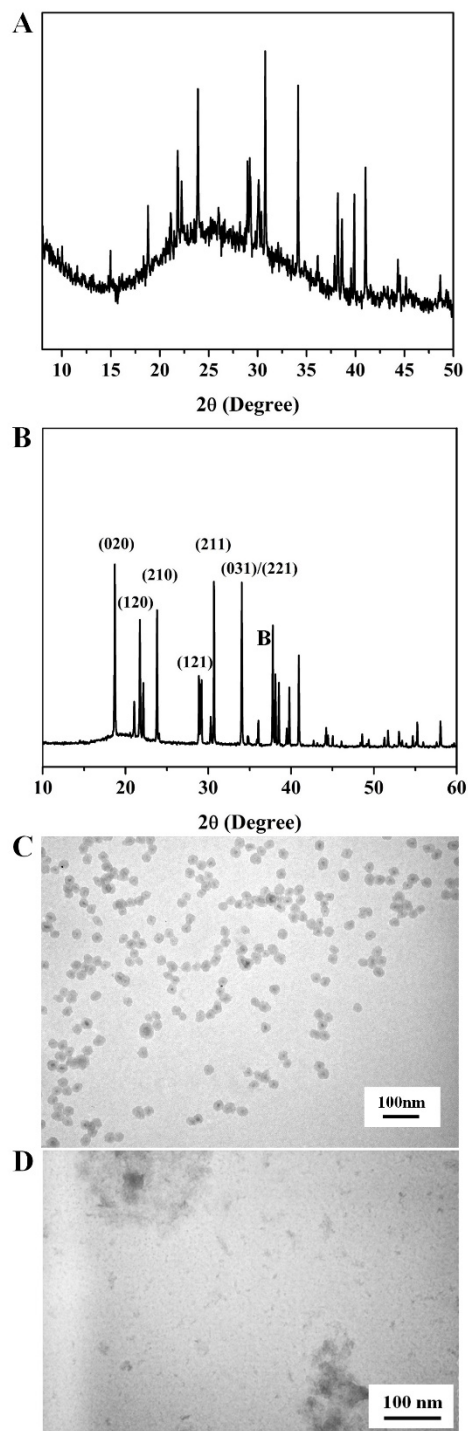 A
10 15 20 25 30 35 40 45 50
2θ (Degree)
B
(020)
(211)
(210)
(031)/(221)
(120)
(121)
B
10 20 30 40 50 60
2θ (Degree)
C
100nm
D
100 nm